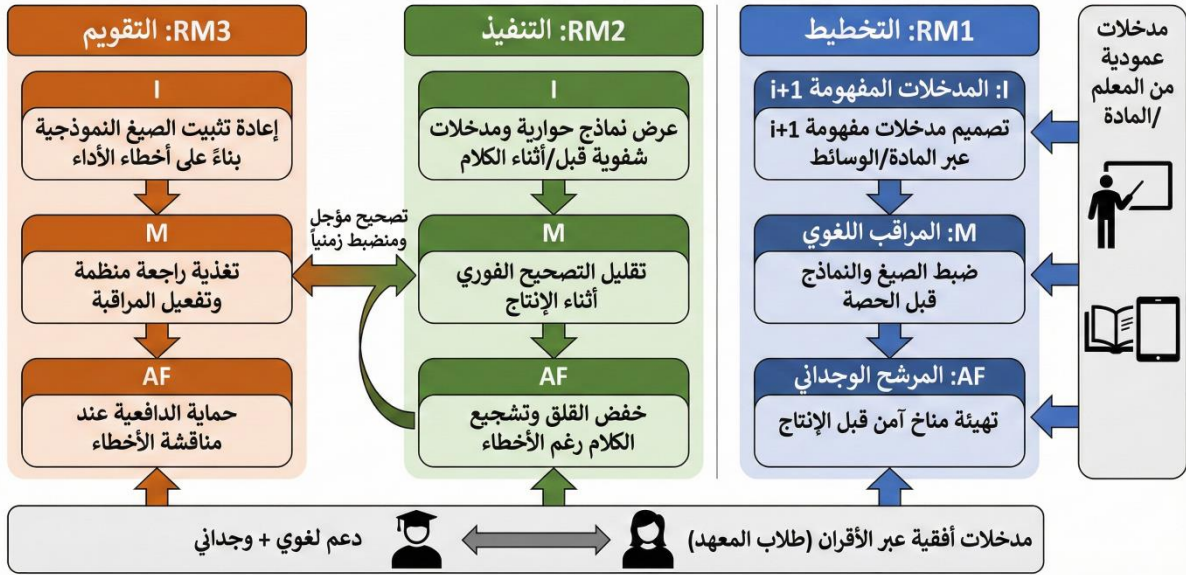 مدخلات
عمودية
من المعلم
/المادة
RM1: التخطيط
I: المدخلات المفهومة i+1
تصميم مدخلات مفهومة i+1
عبر المادة/الوسائط
M: المراقب اللغوي
ضبط الصيغ والنماذج
قبل الحصة
AF: المرشح الوجداني
تهيئة مناخ آمن قبل الإنتاج
RM2: التنفيذ
I
عرض نماذج حوارية ومدخلات
شفوية قبل/أثناء الكلام
M
تقليل التصحيح الفوري
أثناء الإنتاج
AF
خفض القلق وتشجيع
الكلام رغم الأخطاء
تصحيح مؤجل
ومنضبط زمنياً
RM3: التقويم
I
إعادة تثبيت الصيغ النموذجية
بناءً على أخطاء الأداء
M
تغذية راجعة منظمة
وتفعيل المراقبة
AF
حماية الدافعية عند
مناقشة الأخطاء
مدخلات أفقية عبر الأقران (طلاب المعهد)
دعم لغوي + وجداني